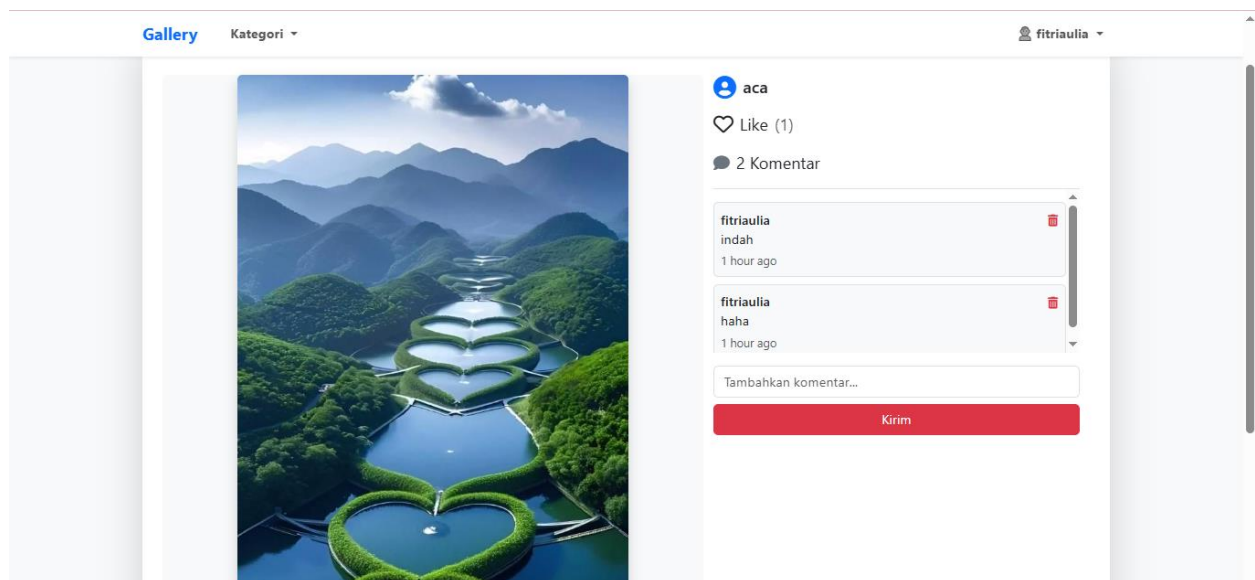 Gallery Kategori fitriaulia
aca
Like (1)
2 Komentar
fitriaulia
indah
1 hour ago
fitriaulia
haha
1 hour ago
Tambahkan komentar...
Kirim